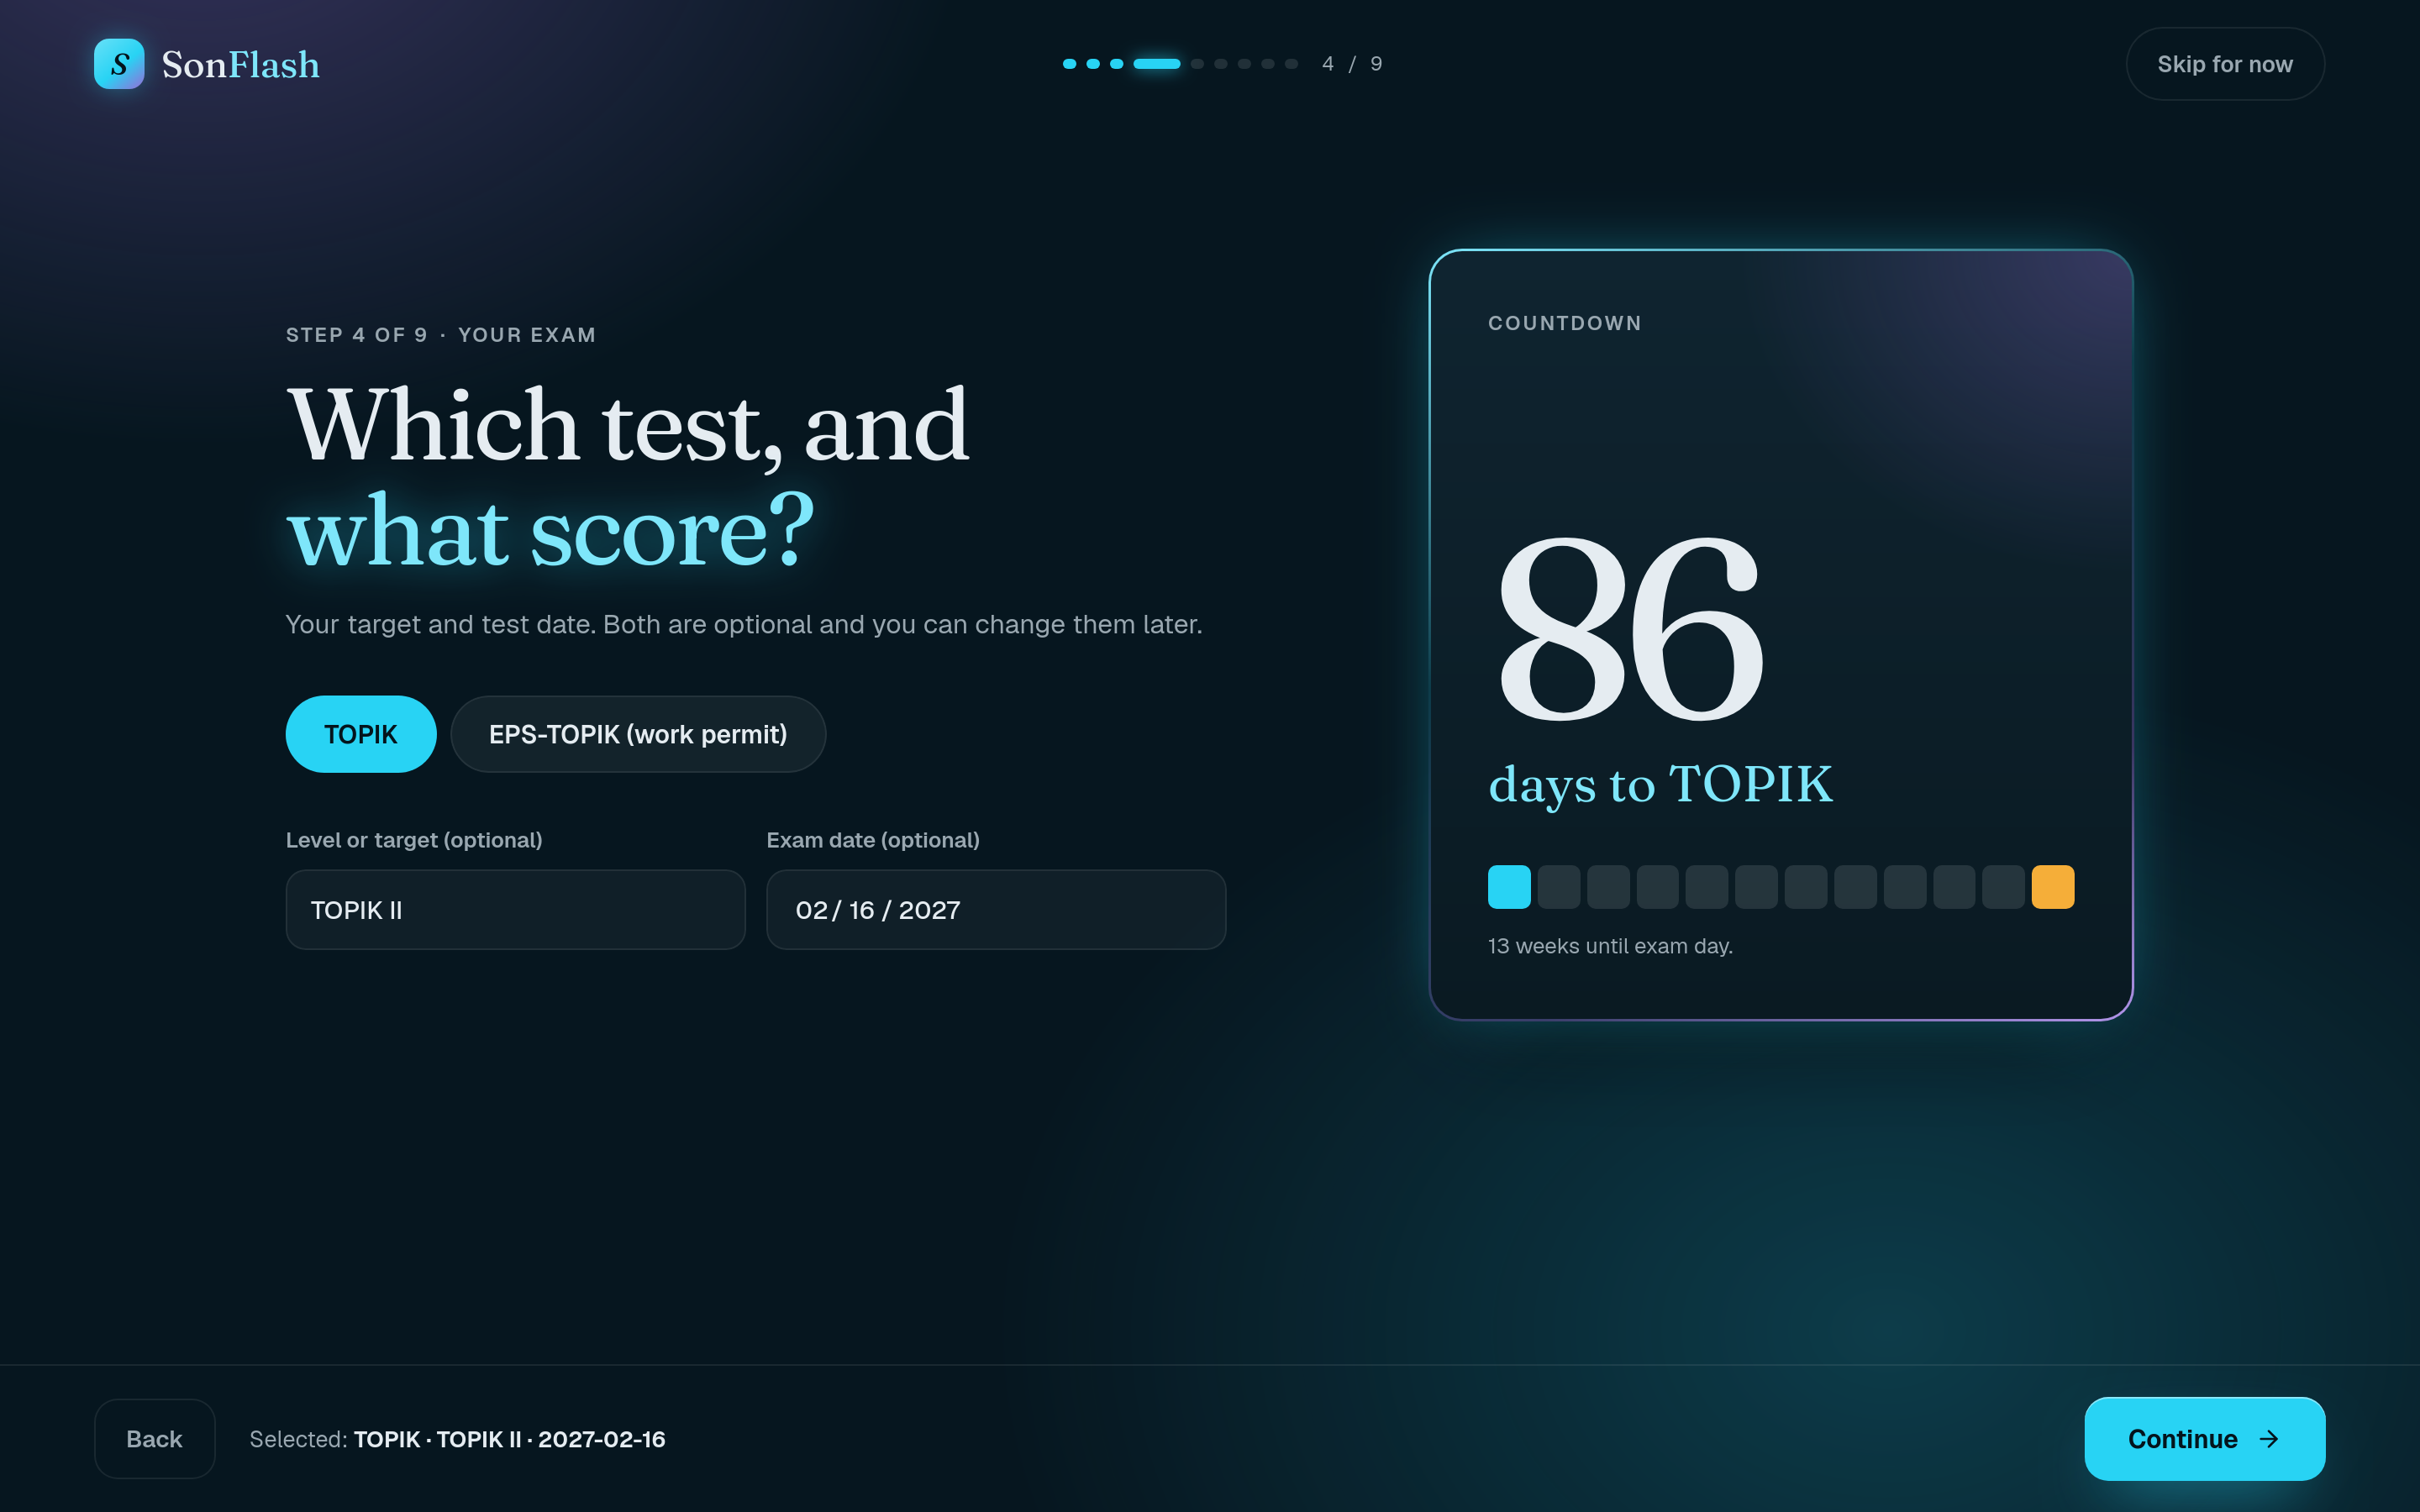 S SonFlash
4 / 9
Skip for now
STEP 4 OF 9 · YOUR EXAM
Which test, and
what score?
Your target and test date. Both are optional and you can change them later.
TOPIK
EPS-TOPIK (work permit)
Level or target (optional)
TOPIK II
Exam date (optional)
02 / 16 / 2027
COUNTDOWN
86
days to TOPIK
13 weeks until exam day.
Back
Selected: TOPIK · TOPIK II · 2027-02-16
Continue →